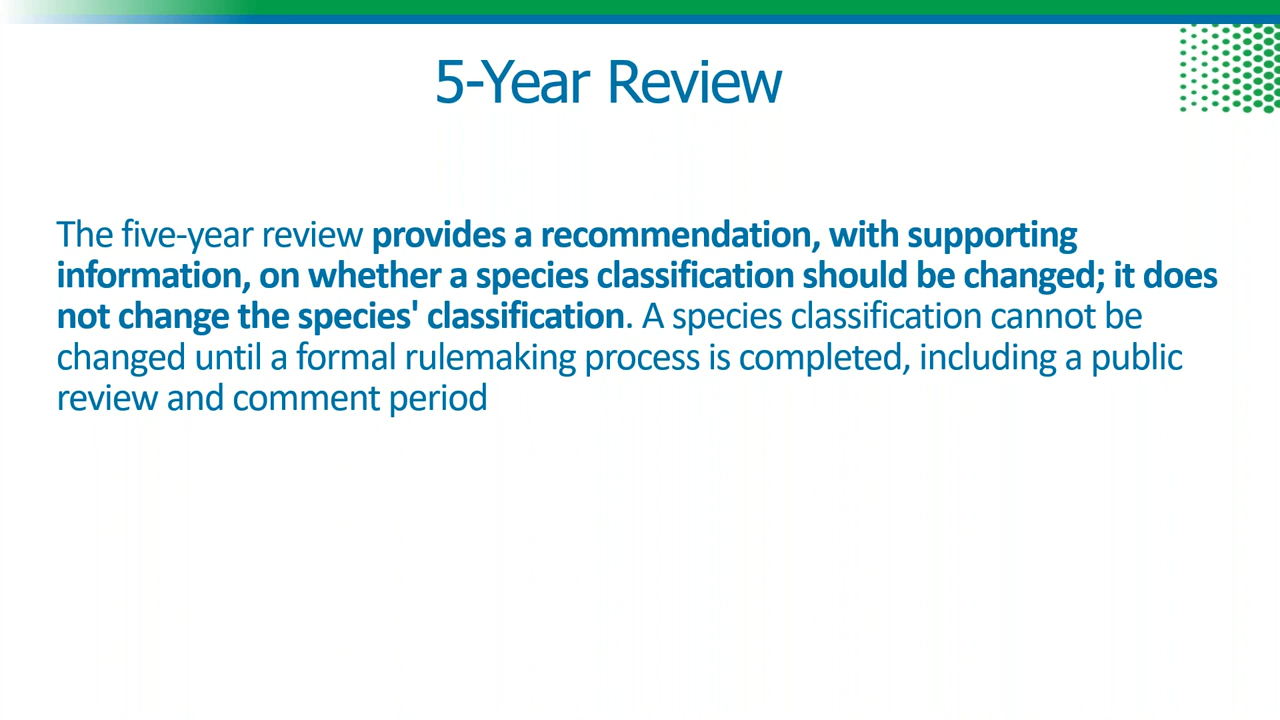 5-Year Review
The five-year review provides a recommendation, with supporting
information, on whether a species classification should be changed; it does
not change the species' classification. A species classification cannot be
changed until a formal rulemaking process is completed, including a public
review and comment period